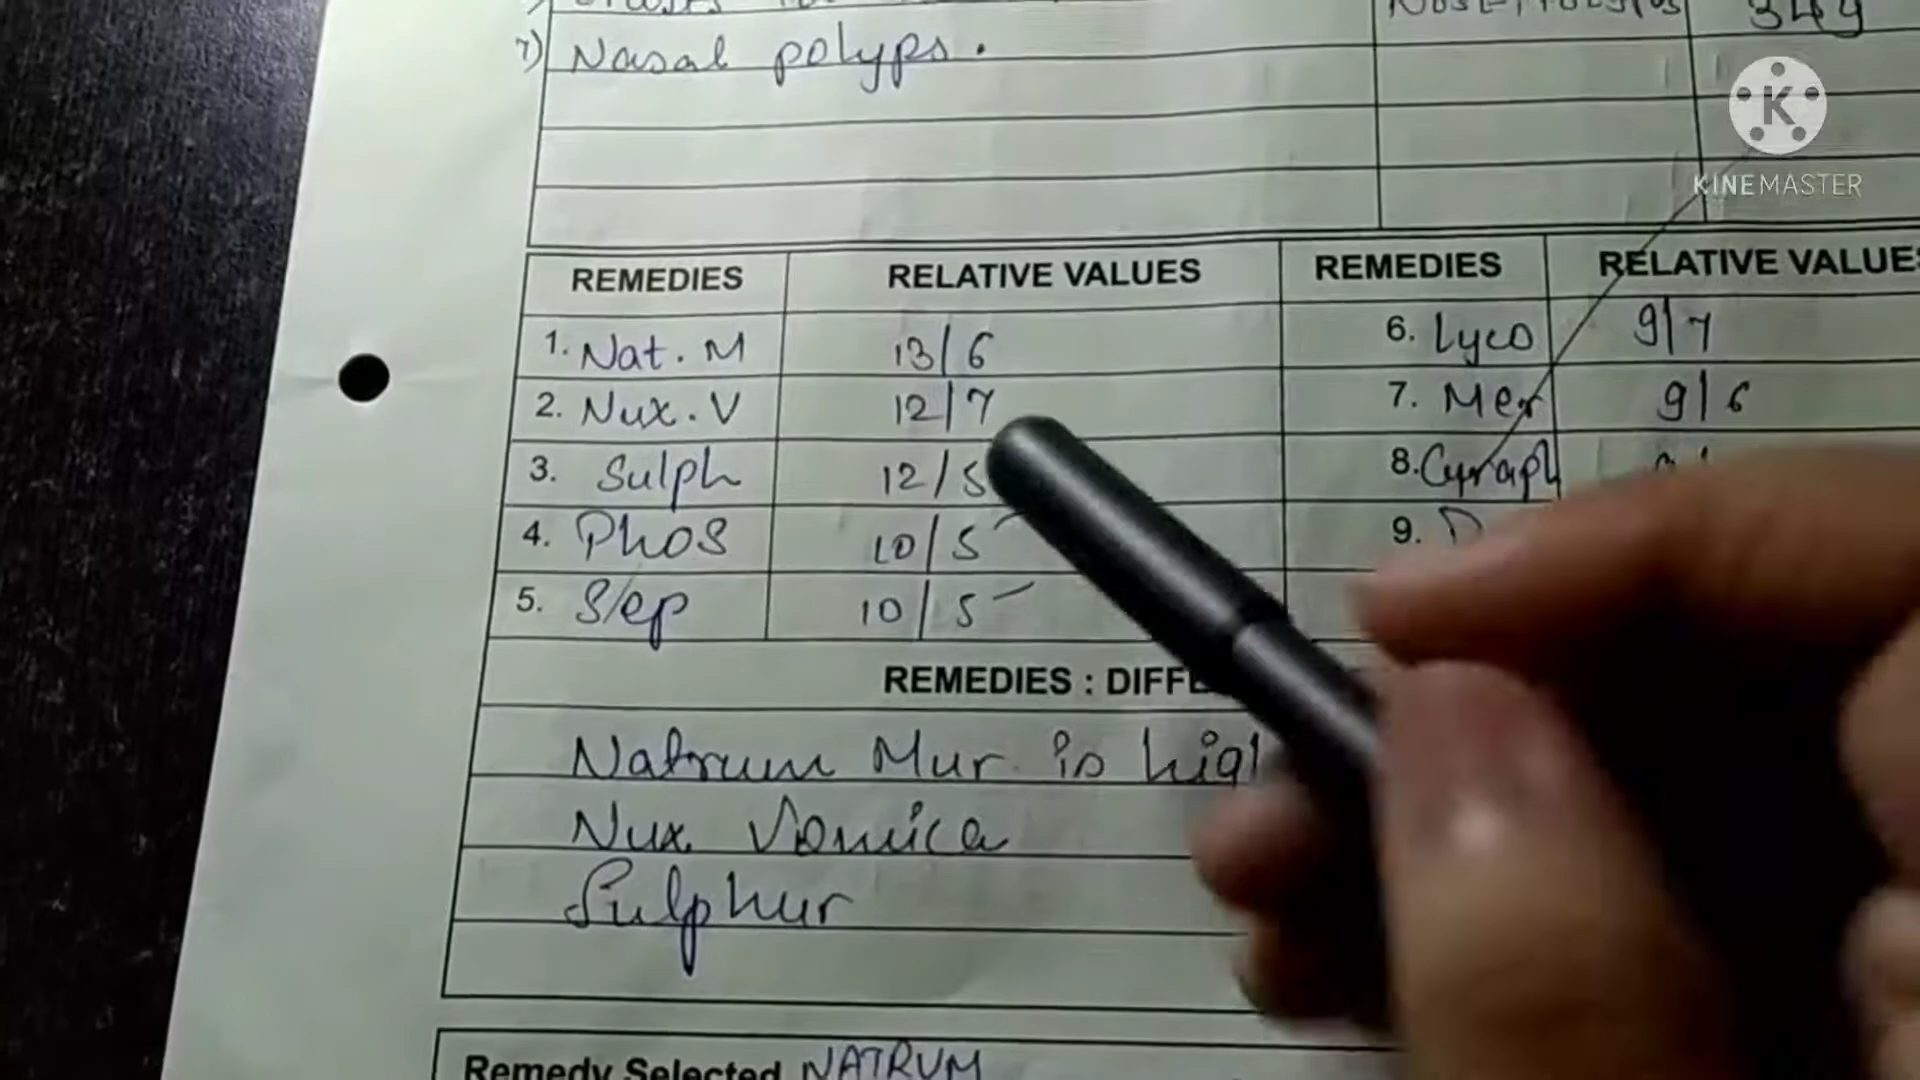 7) Nasal polyps.
349
K
KINEMASTER
REMEDIES RELATIVE VALUES REMEDIES RELATIVE VALUES
1. Nat. M 13/6 6. Lyco 9/7
2. Nux. V 12/7 7. Mer 9/6
3. Sulph 12/5 8. Graph
4. Phos 10/5 9.
5. Sep 10/5
REMEDIES : DIFFE
Natrum Mur is high
Nux Vomica
Sulphur
Remedy Selected NATRUM